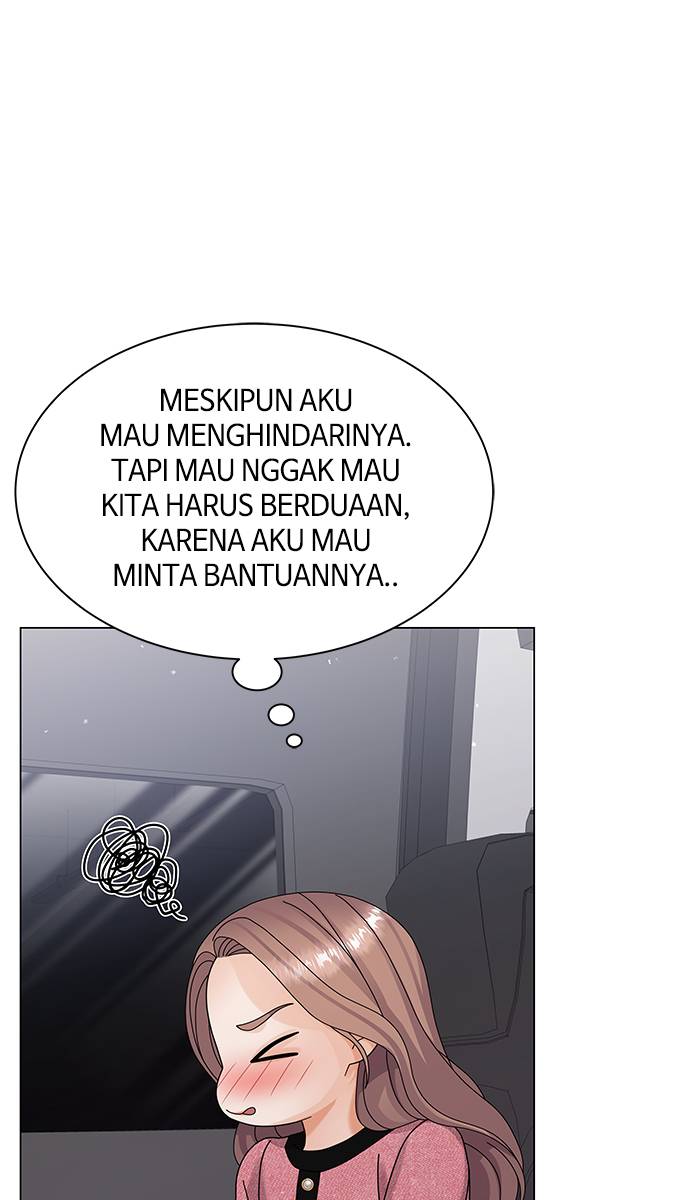 MESKIPUN AKU
MAU MENGHINDARINYA.
TAPI MAU NGGAK MAU
KITA HARUS BERDUAAN,
KARENA AKU MAU
MINTA BANTUANNYA..